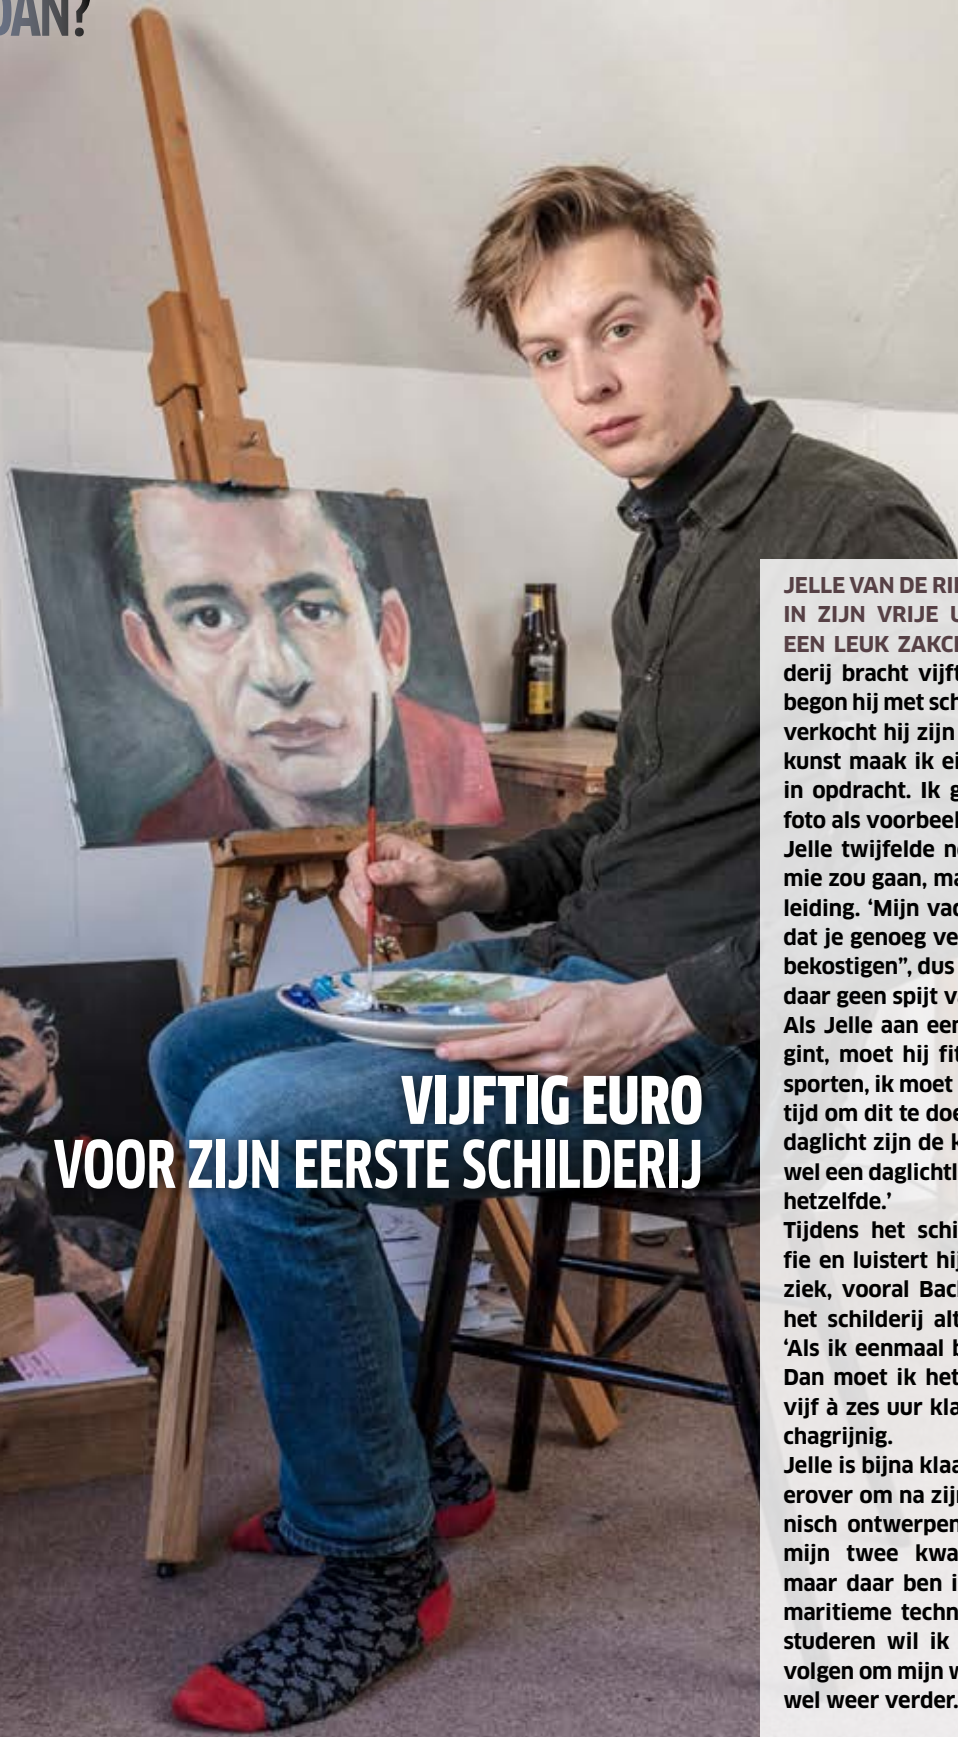 DAN?
VIJFTIG EURO
VOOR ZIJN EERSTE SCHILDERIJ
JELLE VAN DE RI
IN ZIJN VRIJE U
EEN LEUK ZAKC
derij bracht vijft
begon hij met sch
verkocht hij zijn
kunst maak ik ei
in opdracht. Ik g
foto als voorbeel
Jelle twijfelde n
mie zou gaan, ma
leiding. ‘Mijn vad
dat je genoeg ve
bekostigen”, dus
daar geen spijt v
Als Jelle aan een
gint, moet hij fit
sporten, ik moet
tijd om dit te doe
daglicht zijn de k
wel een daglichtl
hetzelfde.’
Tijdens het schi
fie en luistert hij
ziek, vooral Bac
het schilderij alt
‘Als ik eenmaal b
Dan moet ik het
vijf à zes uur kla
chagrijnig.
Jelle is bijna klaa
erover om na zijn
nisch ontwerpen
mijn twee kwa
maar daar ben i
maritieme techn
studeren wil ik
volgen om mijn w
wel weer verder.